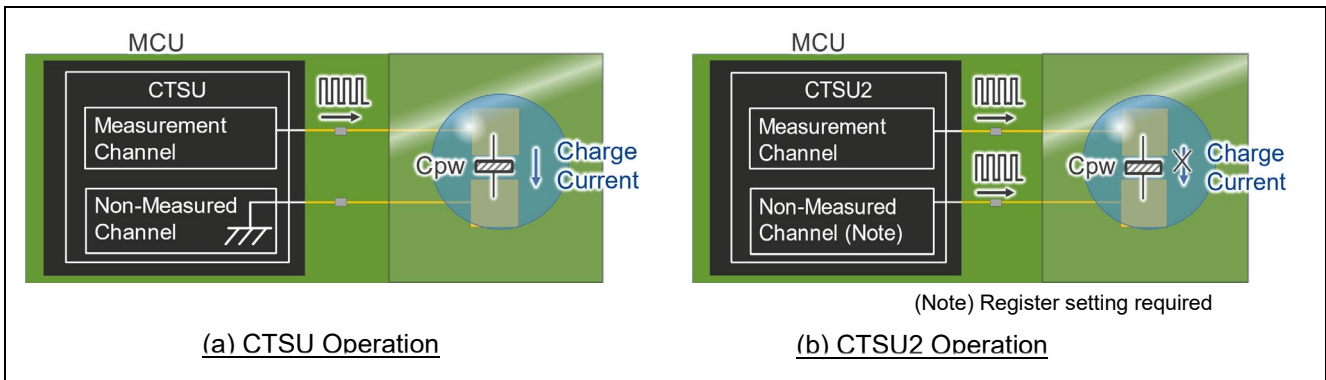 MCU
CTSU
Measurement
Channel
Non-Measured
Channel
Cpw
Charge
Current
(a) CTSU Operation
MCU
CTSU2
Measurement
Channel
Non-Measured
Channel (Note)
Cpw
Charge
Current
(Note) Register setting required
(b) CTSU2 Operation